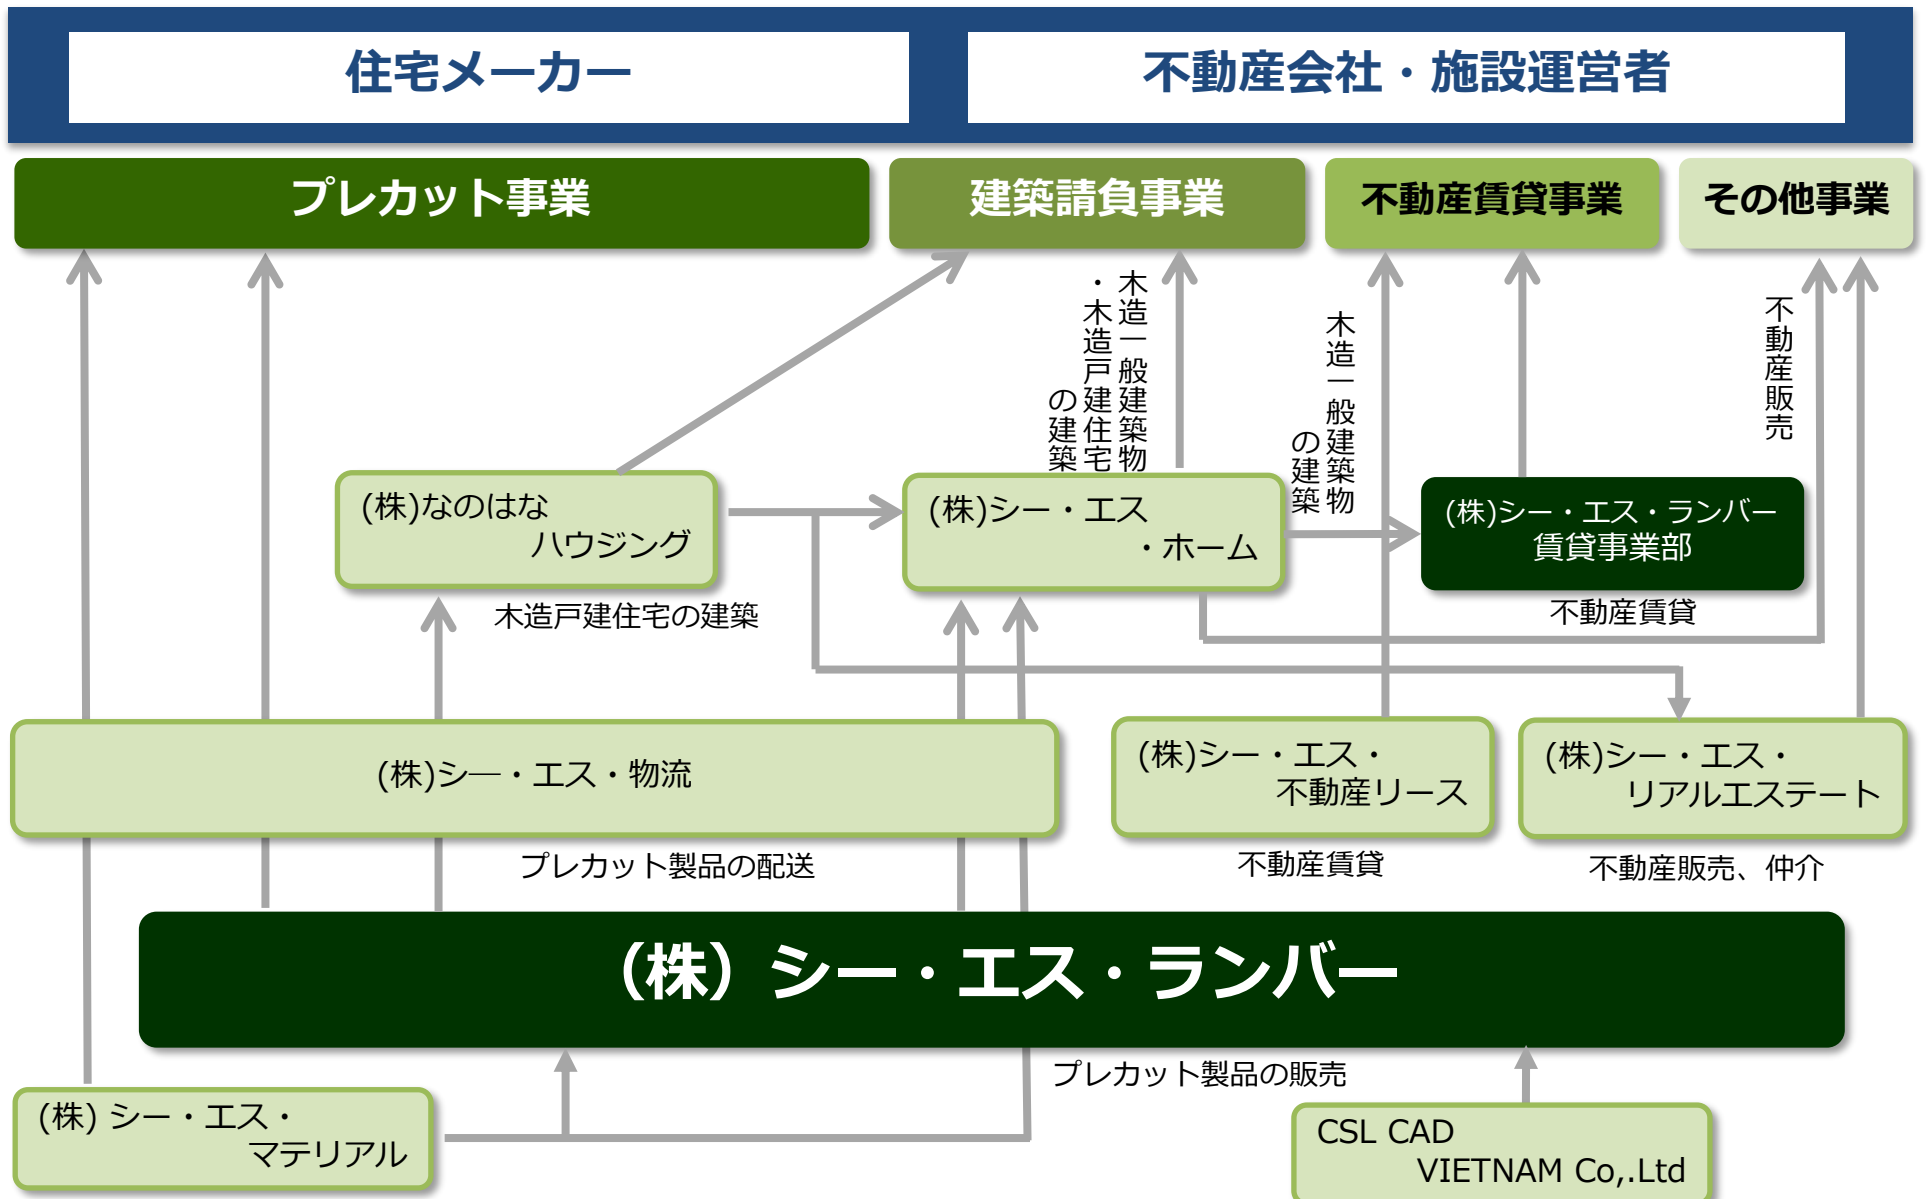 住宅メーカー
不動産会社・施設運営者
プレカット事業
建築請負事業
不動産賃貸事業
その他事業
木造一般建築物
・木造戸建住宅
の建築
木造一般建築物
の建築
不動産販売
(株)なのはな
ハウジング
木造戸建住宅の建築
(株)シー・エス
・ホーム
(株)シー・エス・ランバー
賃貸事業部
不動産賃貸
(株)シ―・エス・物流
プレカット製品の配送
(株)シー・エス・
不動産リース
不動産賃貸
(株)シー・エス・
リアルエステート
不動産販売、仲介
（株）シー・エス・ランバー
プレカット製品の販売
(株) シー・エス・
マテリアル
CSL CAD
VIETNAM Co,.Ltd